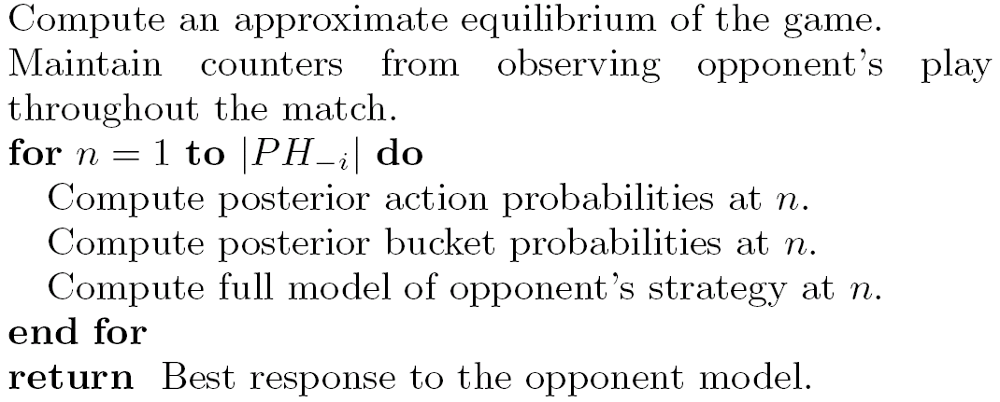 Compute an approximate equilibrium of the game.
Maintain counters from observing opponent's play
throughout the match.
for n = 1 to |PH_{-i}| do
Compute posterior action probabilities at n.
Compute posterior bucket probabilities at n.
Compute full model of opponent's strategy at n.
end for
return Best response to the opponent model.